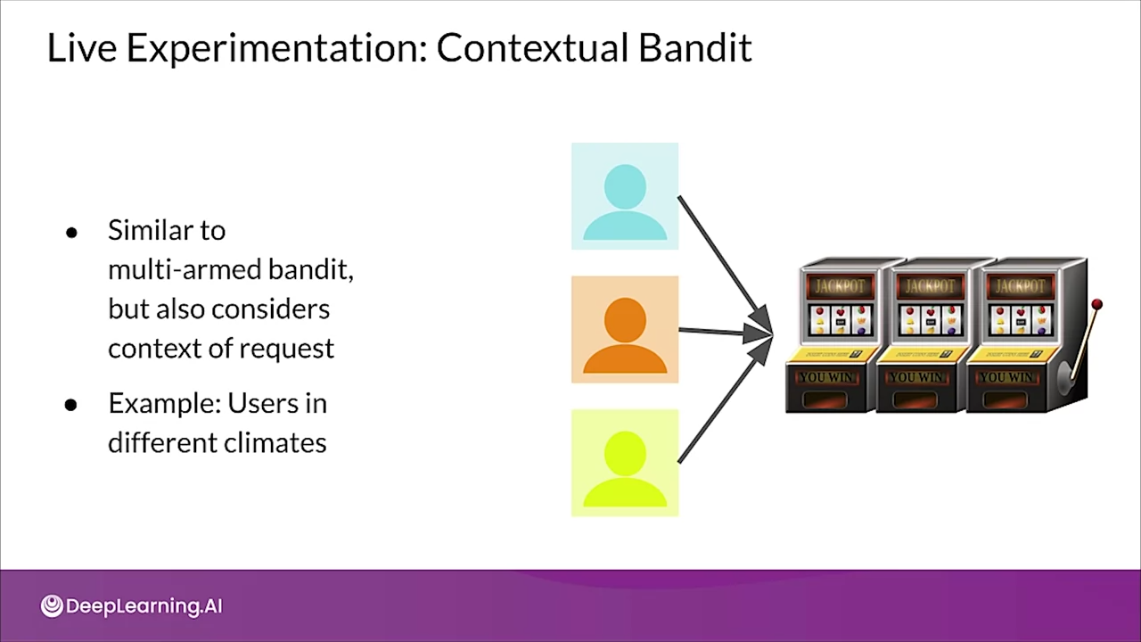 Live Experimentation: Contextual Bandit
● Similar to
multi-armed bandit,
but also considers
context of request
● Example: Users in
different climates
JACKPOT JACKPOT JACKPOT
YOU WIN YOU WIN YOU WIN
DeepLearning.AI